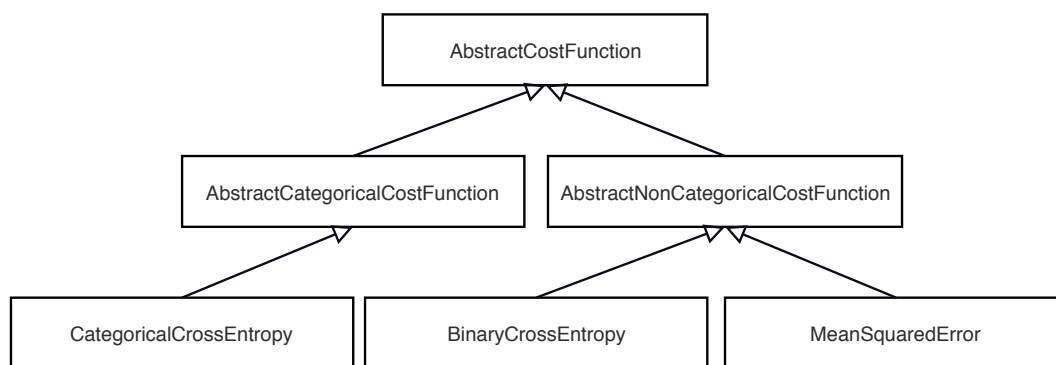 AbstractCostFunction
AbstractCategoricalCostFunction
AbstractNonCategoricalCostFunction
CategoricalCrossEntropy
BinaryCrossEntropy
MeanSquaredError